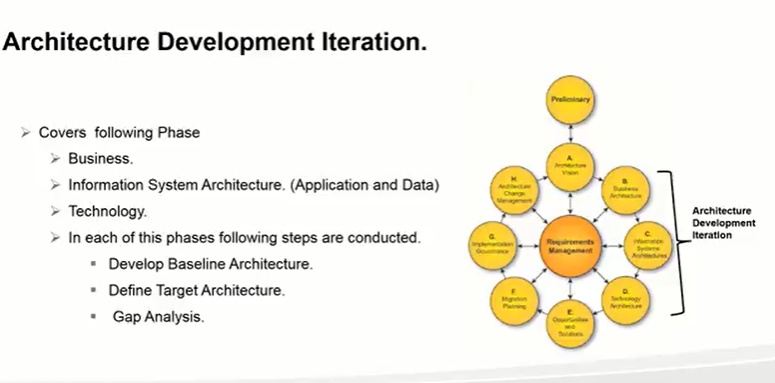 Architecture Development Iteration.
Covers following Phase
Business.
Information System Architecture. (Application and Data)
Technology.
In each of this phases following steps are conducted.
Develop Baseline Architecture.
Define Target Architecture.
Gap Analysis.
Preliminary
A.
Architecture
Vision
H.
Architecture
Change
Management
B.
Business
Architecture
G.
Implementation
Governance
Requirements
Management
C.
Information
Systems
Architectures
F.
Migration
Planning
D.
Technology
Architecture
E.
Opportunities
and
Solutions
Architecture
Development
Iteration